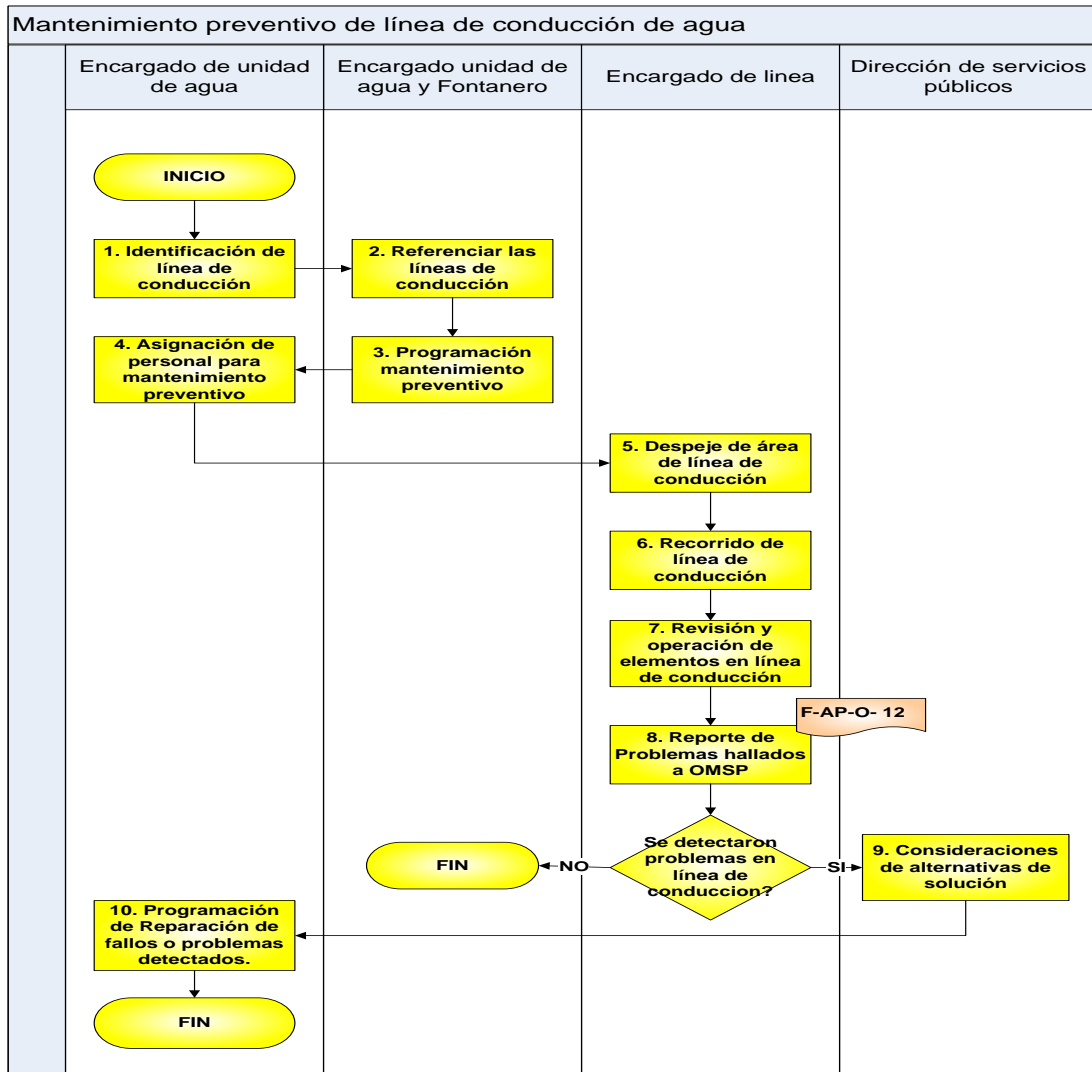 Mantenimiento preventivo de línea de conducción de agua
Encargado de unidad
de agua
Encargado unidad de
agua y Fontanero
Encargado de linea
Dirección de servicios
públicos
INICIO
1. Identificación de
línea de
conducción
2. Referenciar las
líneas de
conducción
4. Asignación de
personal para
mantenimiento
preventivo
3. Programación
mantenimiento
preventivo
5. Despeje de área
de línea de
conducción
6. Recorrido de
línea de
conducción
7. Revisión y
operación de
elementos en línea
de conducción
F-AP-O- 12
8. Reporte de
Problemas hallados
a OMSP
Se detectaron
problemas en
línea de
conduccion?
NO
FIN
SI
9. Consideraciones
de alternativas de
solución
10. Programación
de Reparación de
fallos o problemas
detectados.
FIN